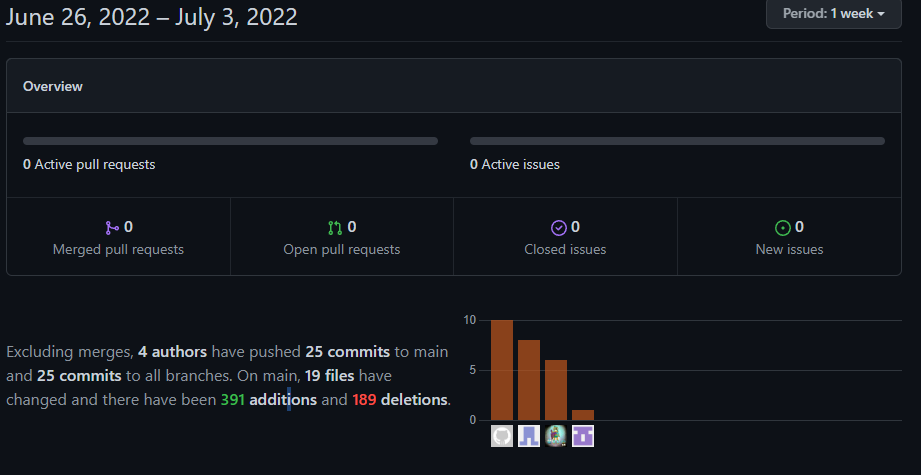 June 26, 2022 – July 3, 2022
Period: 1 week
Overview
0 Active pull requests
0 Active issues
0
Merged pull requests
0
Open pull requests
0
Closed issues
0
New issues
Excluding merges, 4 authors have pushed 25 commits to main
and 25 commits to all branches. On main, 19 files have
changed and there have been 391 additions and 189 deletions.
10
5
0